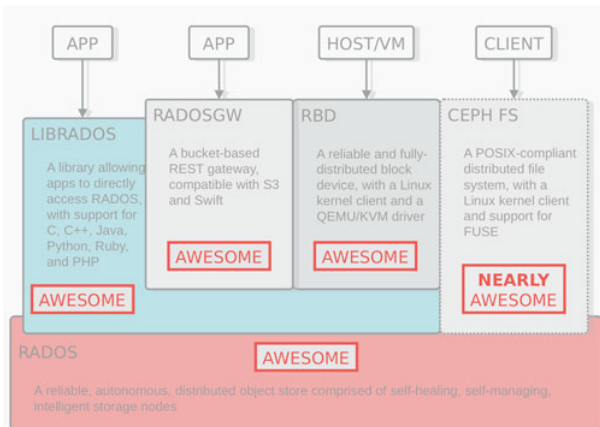 APP
APP
HOST/VM
CLIENT
LIBRADOS
A library allowing
apps to directly
access RADOS,
with support for
C, C++, Java,
Python, Ruby,
and PHP
AWESOME
RADOSGW
A bucket-based
REST gateway,
compatible with S3
and Swift
AWESOME
RBD
A reliable and fully-
distributed block
device, with a Linux
kernel client and a
QEMU/KVM driver
AWESOME
CEPH FS
A POSIX-compliant
distributed file
system, with a
Linux kernel client
and support for
FUSE
NEARLY
AWESOME
RADOS
AWESOME
A reliable, autonomous, distributed object store comprised of self-healing, self-managing,
intelligent storage nodes